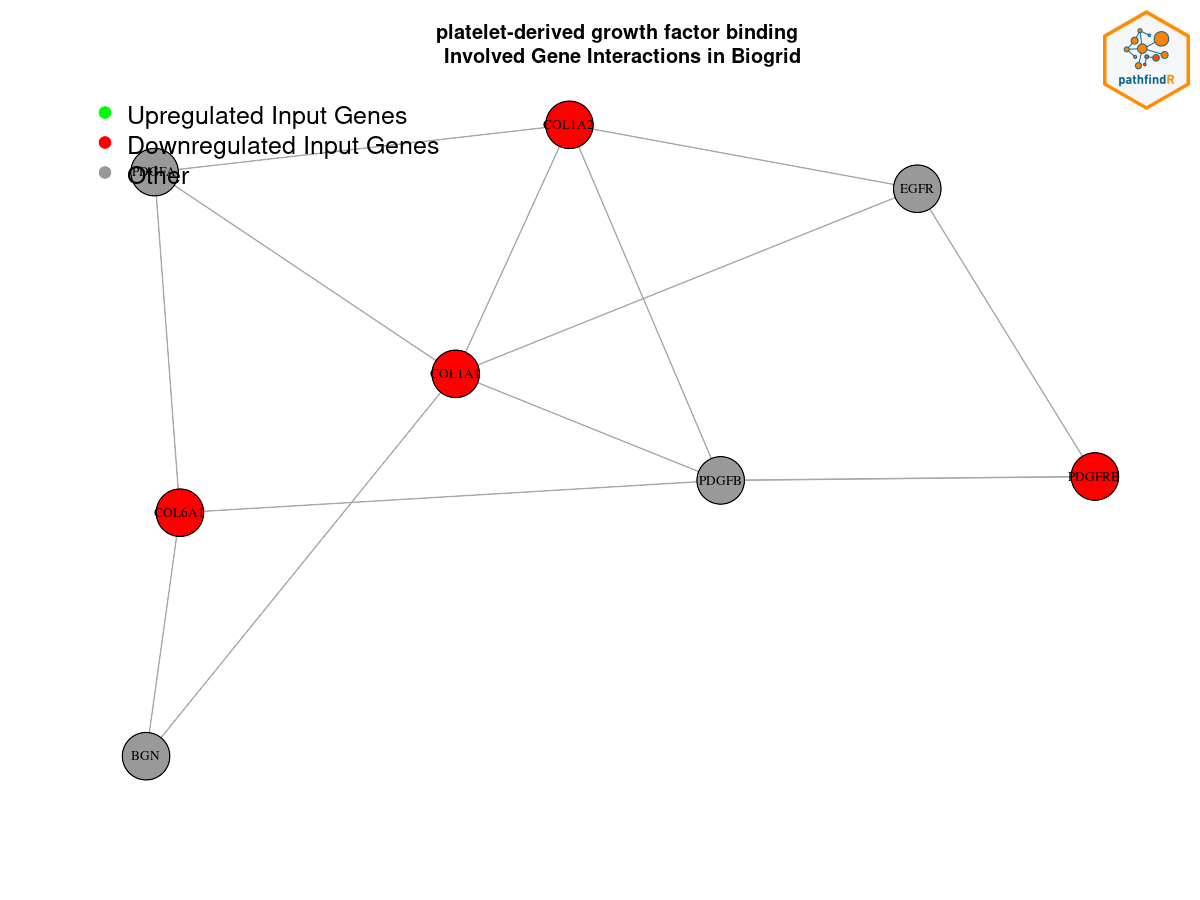 platelet-derived growth factor binding
Involved Gene Interactions in Biogrid
pathfindR
Upregulated Input Genes
Downregulated Input Genes
Other
COL1A2
PDGFA
EGFR
COL1A1
PDGFB
PDGFRB
COL6A1
BGN